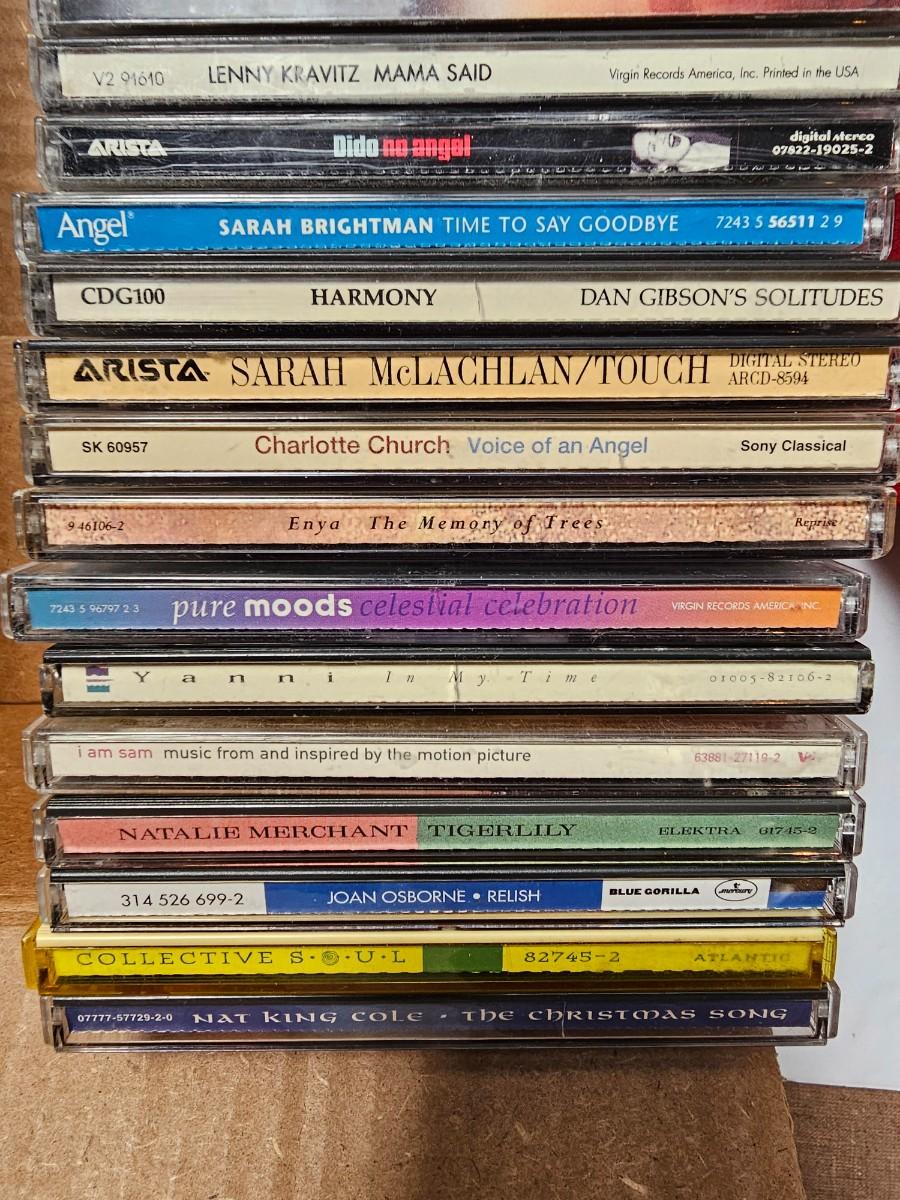 V2 91610 LENNY KRAVITZ MAMA SAID Virgin Records America, Inc. Printed in the USA
ARISTA Dido no angel digital stereo 07822-19025-2
Angel® SARAH BRIGHTMAN TIME TO SAY GOODBYE 7243 5 56511 2 9
CDG100 HARMONY DAN GIBSON'S SOLITUDES
ARISTA SARAH McLACHLAN/TOUCH DIGITAL STEREO ARCD-8594
SK 60957 Charlotte Church Voice of an Angel Sony Classical
9 46106-2 Enya The Memory of Trees Reprise
7243 5 96797 2 3 pure moods celestial celebration VIRGIN RECORDS AMERICA, INC.
Yanni In My Time 01005-82106-2
i am sam music from and inspired by the motion picture 63881-27119-2 V2
NATALIE MERCHANT TIGERLILY ELEKTRA 61745-2
314 526 699-2 JOAN OSBORNE • RELISH BLUE GORILLA mercury
COLLECTIVE S·O·U·L 82745-2 ATLANTIC
07777-57729-2-0 NAT KING COLE · THE CHRISTMAS SONG